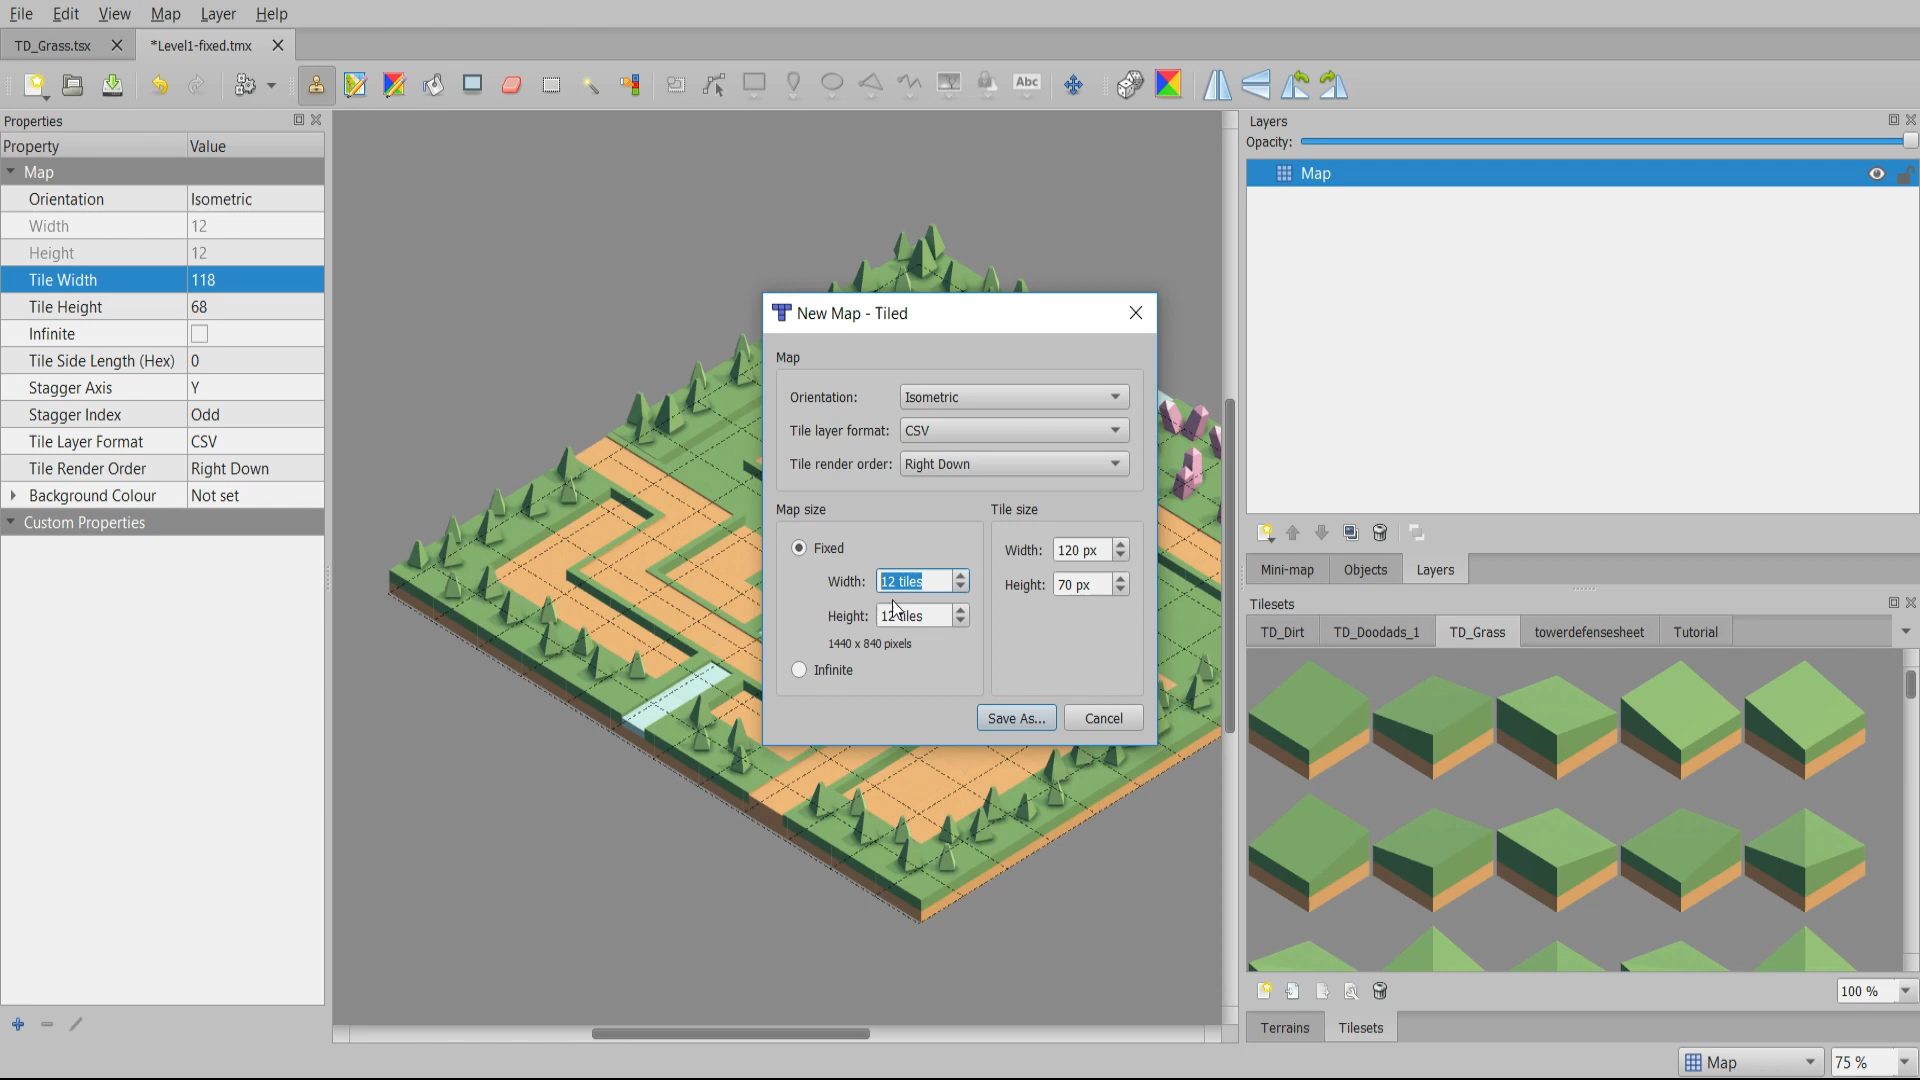 File Edit View Map Layer Help
TD_Grass.tsx *Level1-fixed.tmx
Abc
Properties
Property Value
Map
Orientation Isometric
Width 12
Height 12
Tile Width 118
Tile Height 68
Infinite
Tile Side Length (Hex) 0
Stagger Axis Y
Stagger Index Odd
Tile Layer Format CSV
Tile Render Order Right Down
Background Colour Not set
Custom Properties
New Map - Tiled
Map
Orientation: Isometric
Tile layer format: CSV
Tile render order: Right Down
Map size Tile size
Fixed
Width: 12 tiles
Height: 12 tiles
1440 x 840 pixels
Infinite
Width: 120 px
Height: 70 px
Save As... Cancel
Layers
Opacity:
Map
Mini-map Objects Layers
Tilesets
TD_Dirt TD_Doodads_1 TD_Grass towerdefensesheet Tutorial
100 %
Terrains Tilesets
Map 75 %